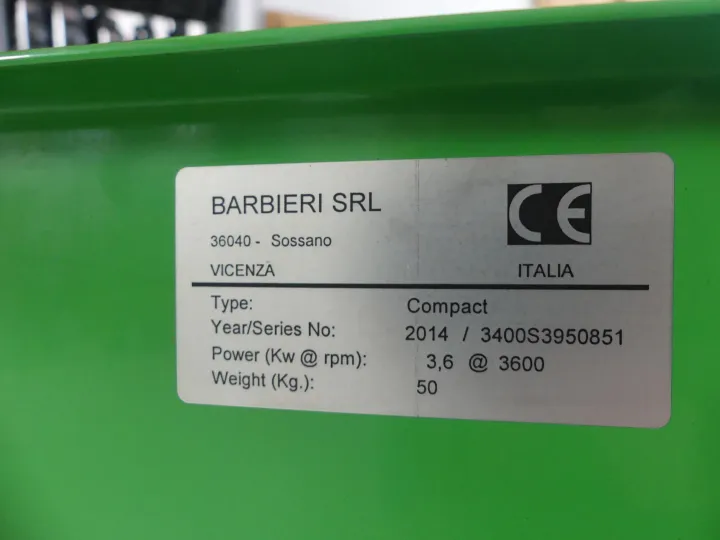 BARBIERI SRL
CE
36040 - Sossano
VICENZA ITALIA
Type: Compact
Year/Series No: 2014 / 3400S3950851
Power (Kw @ rpm): 3,6 @ 3600
Weight (Kg.): 50